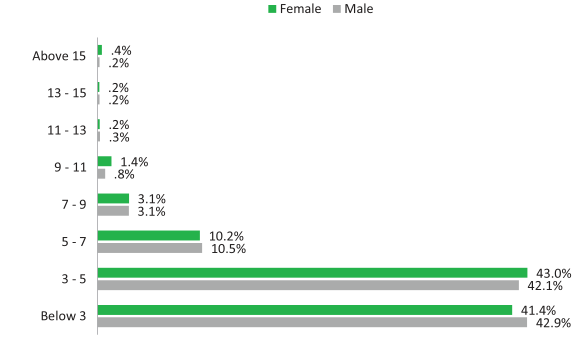 Female Male
Above 15 .4%
.2%
13 - 15 .2%
.2%
11 - 13 .2%
.3%
9 - 11 1.4%
.8%
7 - 9 3.1%
3.1%
5 - 7 10.2%
10.5%
3 - 5 43.0%
42.1%
Below 3 41.4%
42.9%